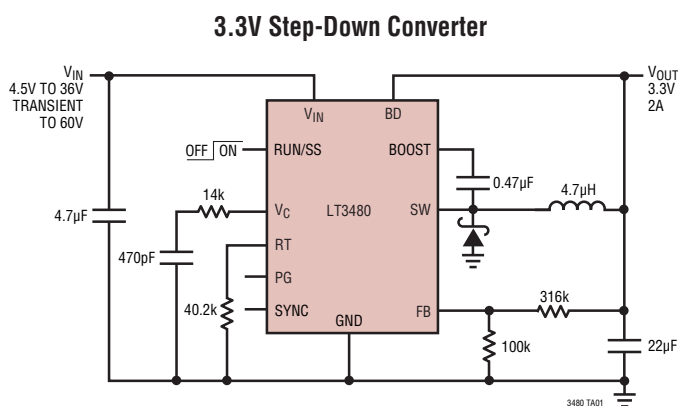 3.3V Step-Down Converter
VIN
4.5V TO 36V
TRANSIENT
TO 60V
VOUT
3.3V
2A
VIN
BD
OFF ON
RUN/SS
BOOST
0.47µF
4.7µH
14k
VC
LT3480
SW
4.7µF
470pF
RT
PG
40.2k
SYNC
GND
FB
316k
100k
22µF
3480 TA01